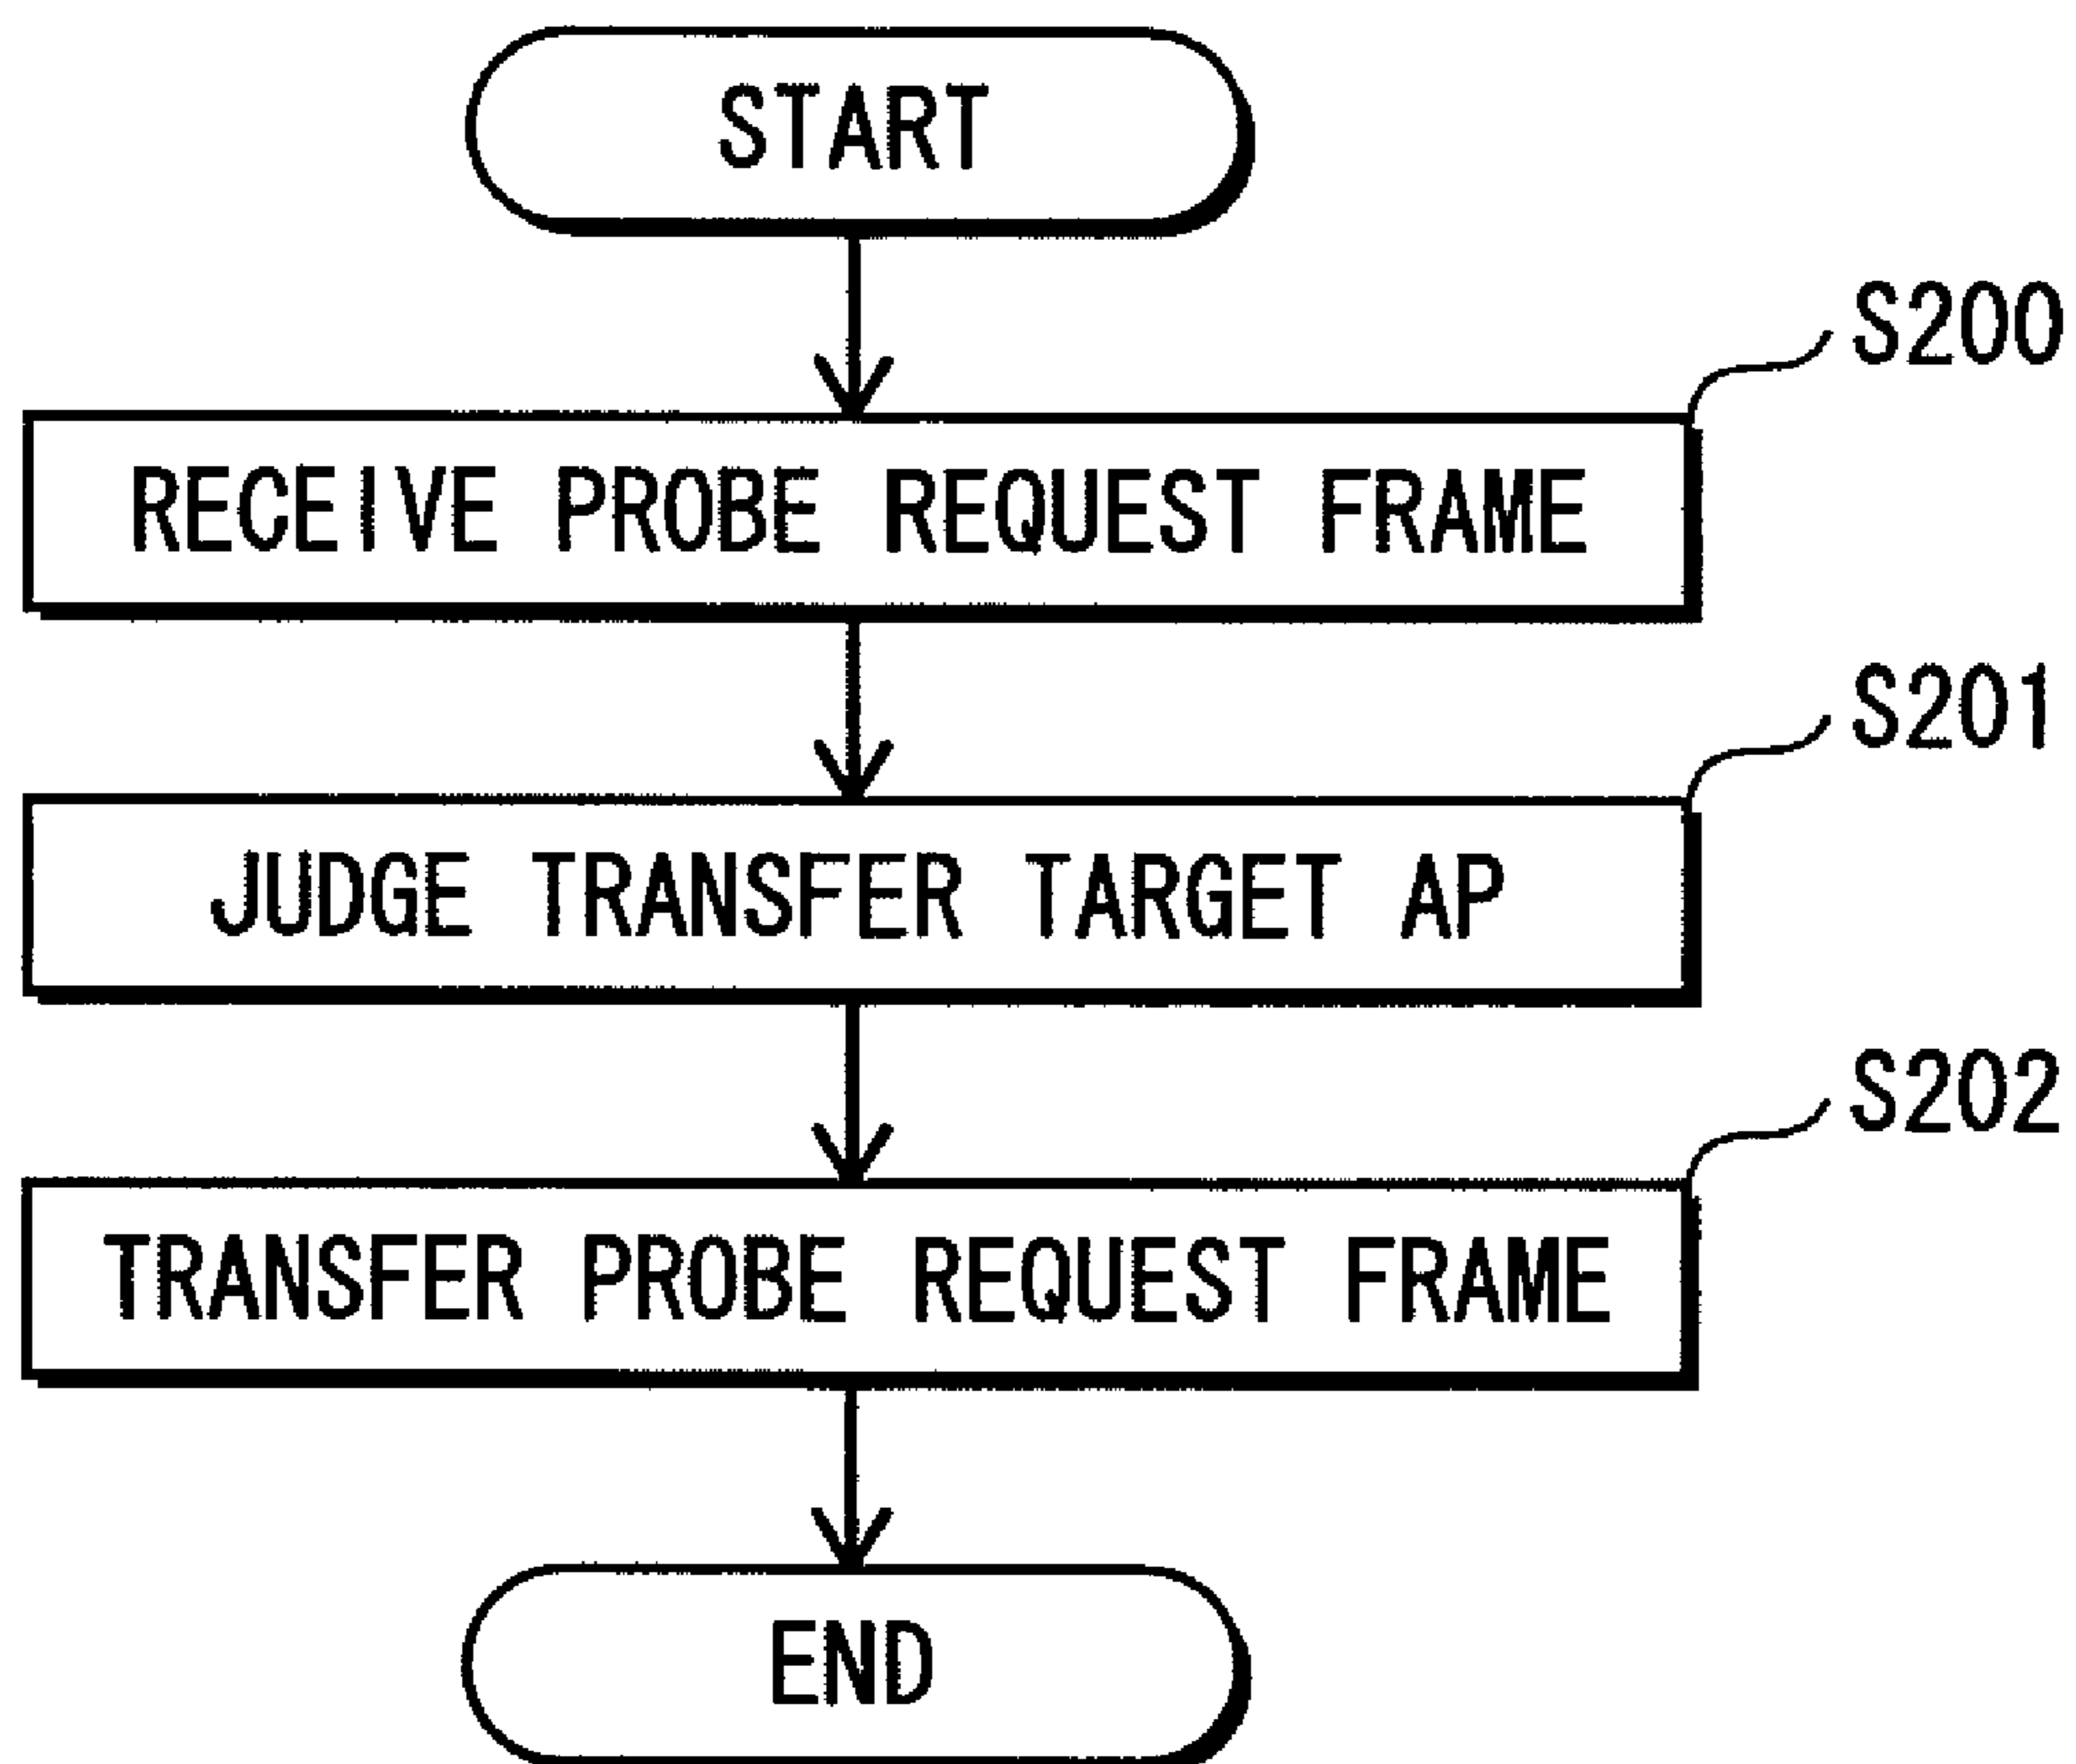 START
S200
RECEIVE PROBE REQUEST FRAME
S201
JUDGE TRANSFER TARGET AP
S202
TRANSFER PROBE REQUEST FRAME
END